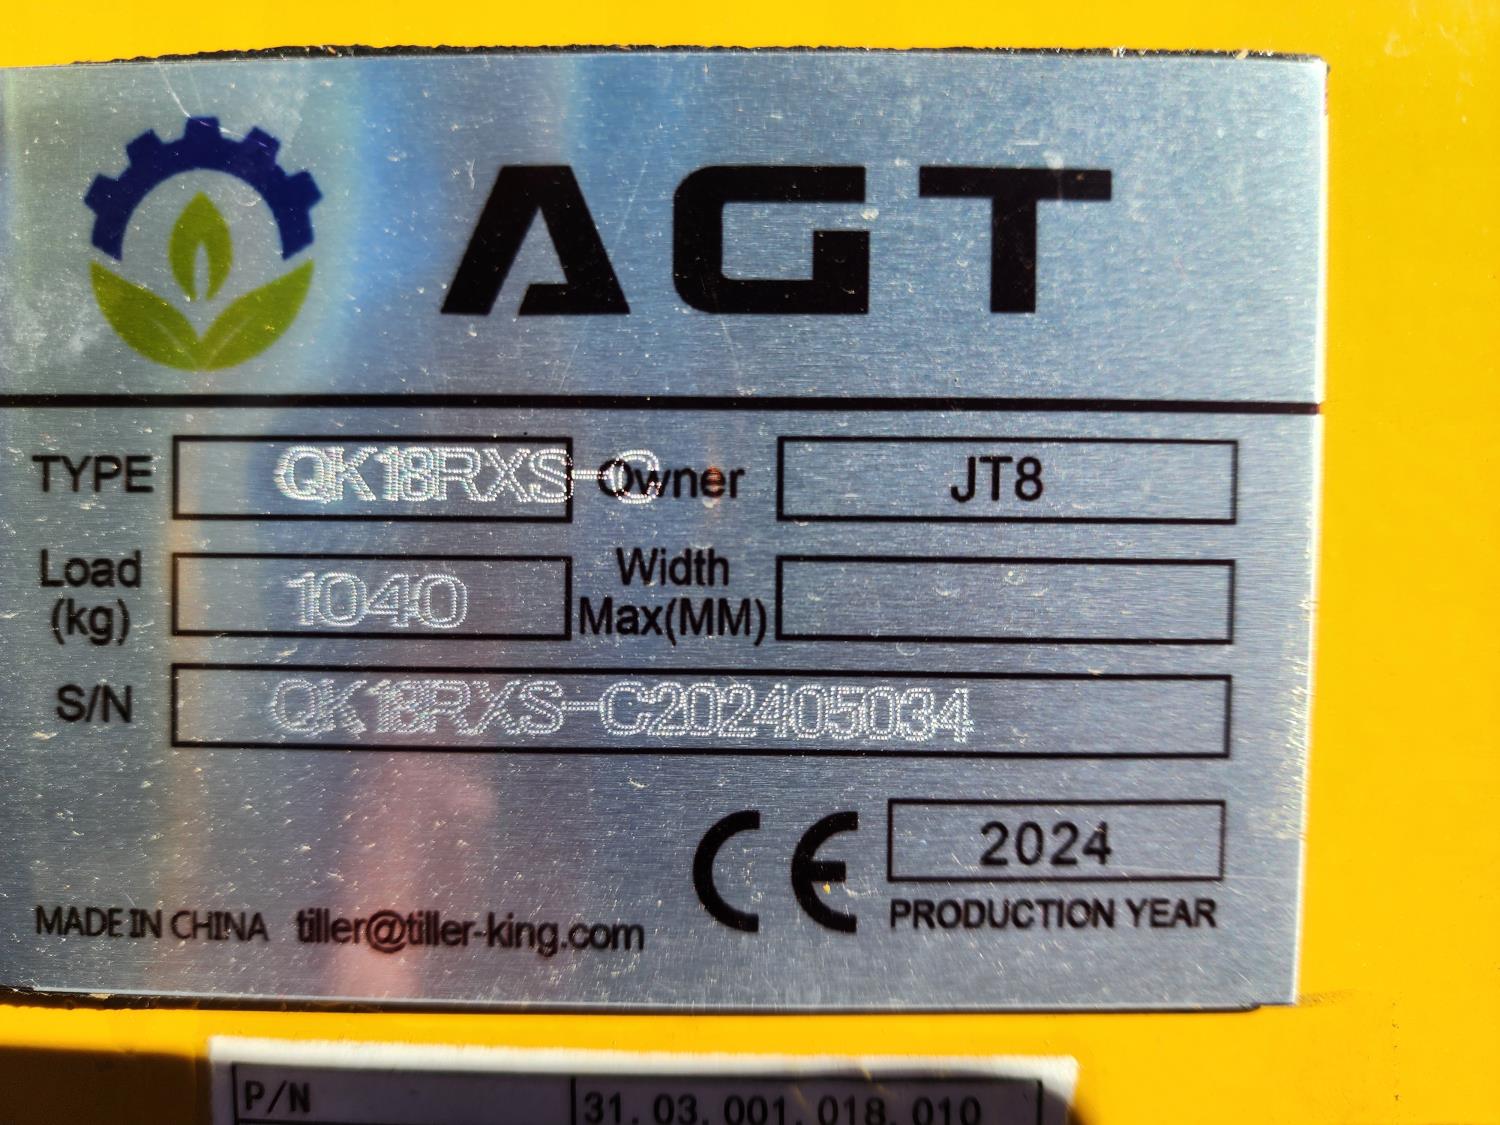 AGT
TYPE QK18RXS-C Owner JT8
Load (kg) 1040 Width Max(MM)
S/N QK18RXS-C202405034
CE 2024
PRODUCTION YEAR
MADE IN CHINA tiller@tiller-king.com
P/N 31.03.001.018.010